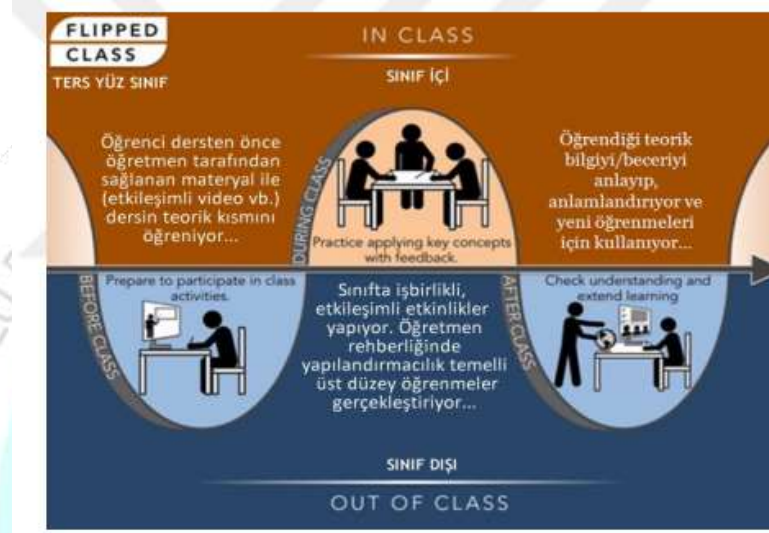 FLIPPED
CLASS
TERS YÜZ SINIF
IN CLASS
SINIF İÇİ
Öğrenci dersten önce
öğretmen tarafından
sağlanan materyal ile
(etkileşimli video vb.)
dersin teorik kısmını
öğreniyor...
DURING CLASS
Practice applying key concepts
with feedback.
Öğrendiği teorik
bilgiyi/beceriyi
anlayıp,
anlamlandırıyor ve
yeni öğrenmeleri
için kullanıyor...
BEFORE CLASS
Prepare to participate in class
activities.
Sınıfta işbirlikli,
etkileşimli etkinlikler
yapıyor. Öğretmen
rehberliğinde
yapılandırmacılık temelli
üst düzey öğrenmeler
gerçekleştiriyor...
AFTER CLASS
Check understanding and
extend learning
SINIF DIŞI
OUT OF CLASS